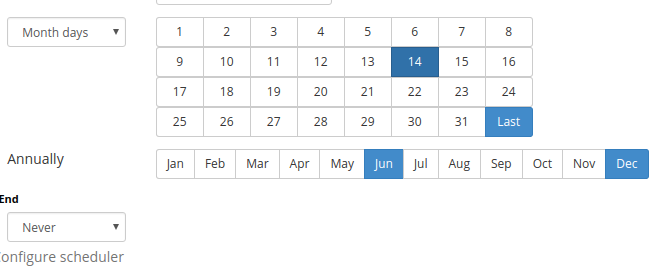 Month days 1 2 3 4 5 6 7 8
9 10 11 12 13 14 15 16
17 18 19 20 21 22 23 24
25 26 27 28 29 30 31 Last
Annually Jan Feb Mar Apr May Jun Jul Aug Sep Oct Nov Dec
End
Never
onfigure scheduler